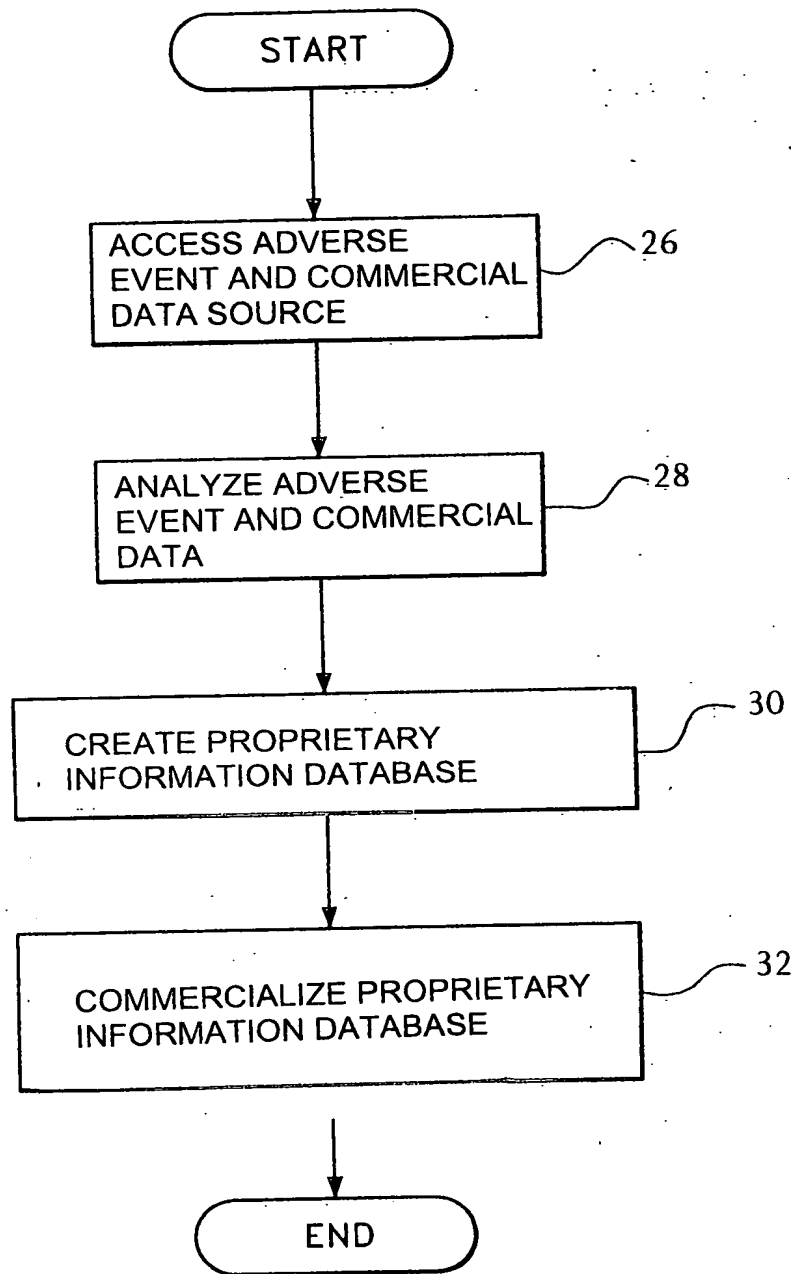 START
ACCESS ADVERSE
EVENT AND COMMERCIAL
DATA SOURCE
26
ANALYZE ADVERSE
EVENT AND COMMERCIAL
DATA
28
CREATE PROPRIETARY
INFORMATION DATABASE
30
COMMERCIALIZE PROPRIETARY
INFORMATION DATABASE
32
END